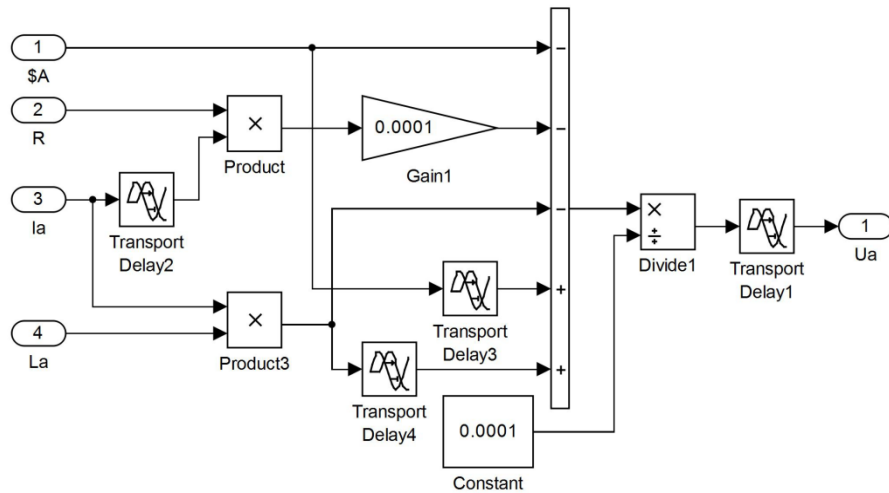 1
$A
2
R
3
Ia
4
La
×
Product
Transport
Delay2
×
Product3
0.0001
Gain1
Transport
Delay3
Transport
Delay4
0.0001
Constant
−
−
−
+
+
×
÷
Divide1
Transport
Delay1
1
Ua